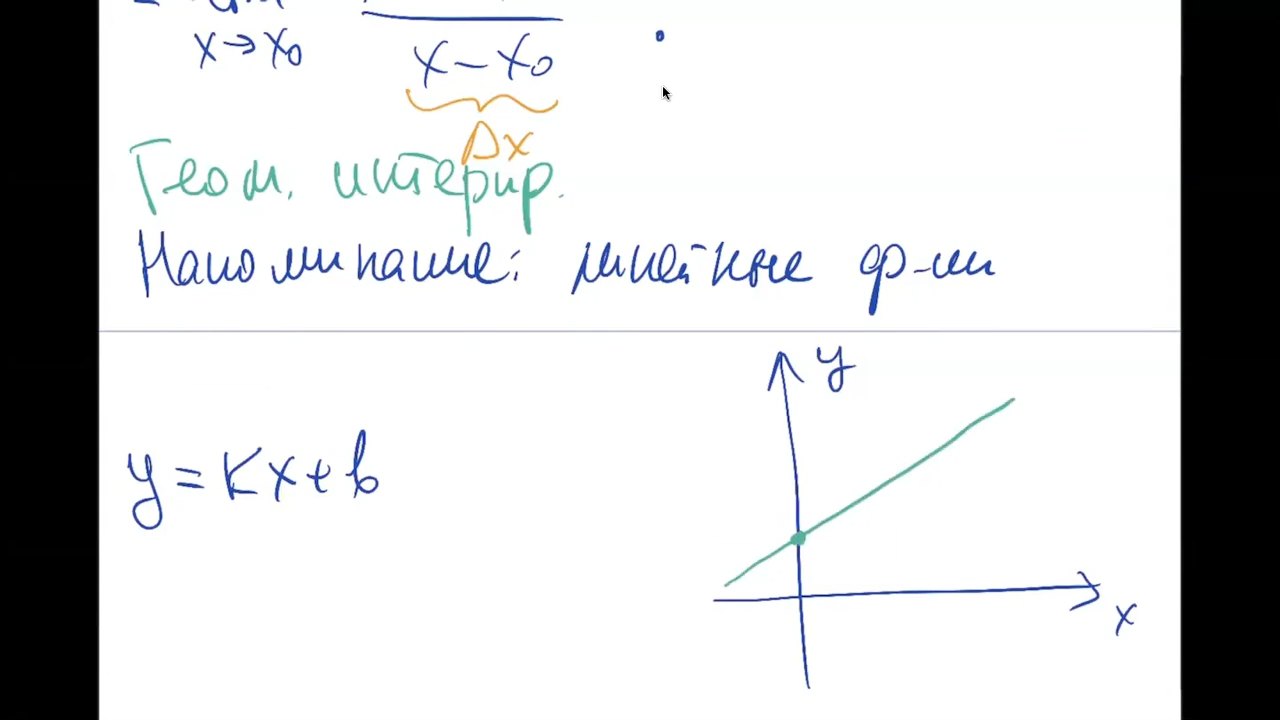 x→x₀
x − x₀
Δx
Геом. интерпр.
Напоминание: линейные ф-ии
y
y = kx + b
x